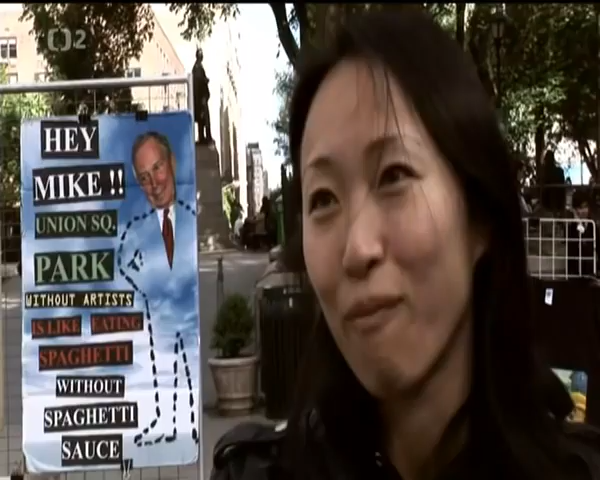 ČT2
HEY
MIKE !!
UNION SQ.
PARK
WITHOUT ARTISTS
IS LIKE EATING
SPAGHETTI
WITHOUT
SPAGHETTI
SAUCE